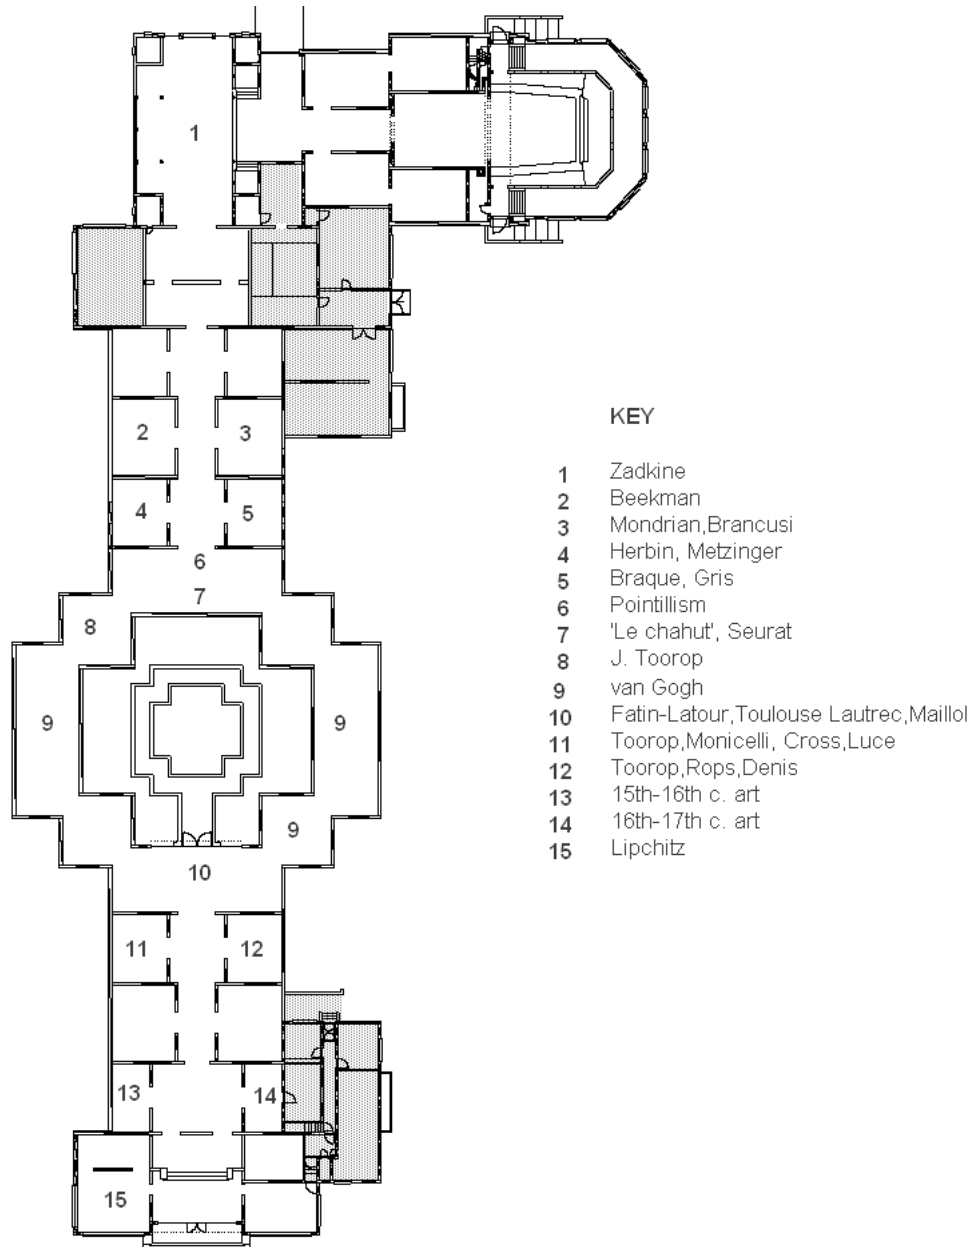 1
2 3
4 5
6
7
8
9 9
9
10
11 12
13 14
15
KEY
1 Zadkine
2 Beekman
3 Mondrian,Brancusi
4 Herbin, Metzinger
5 Braque, Gris
6 Pointillism
7 'Le chahut', Seurat
8 J. Toorop
9 van Gogh
10 Fatin-Latour,Toulouse Lautrec,Maillol
11 Toorop,Monicelli, Cross,Luce
12 Toorop,Rops,Denis
13 15th-16th c. art
14 16th-17th c. art
15 Lipchitz